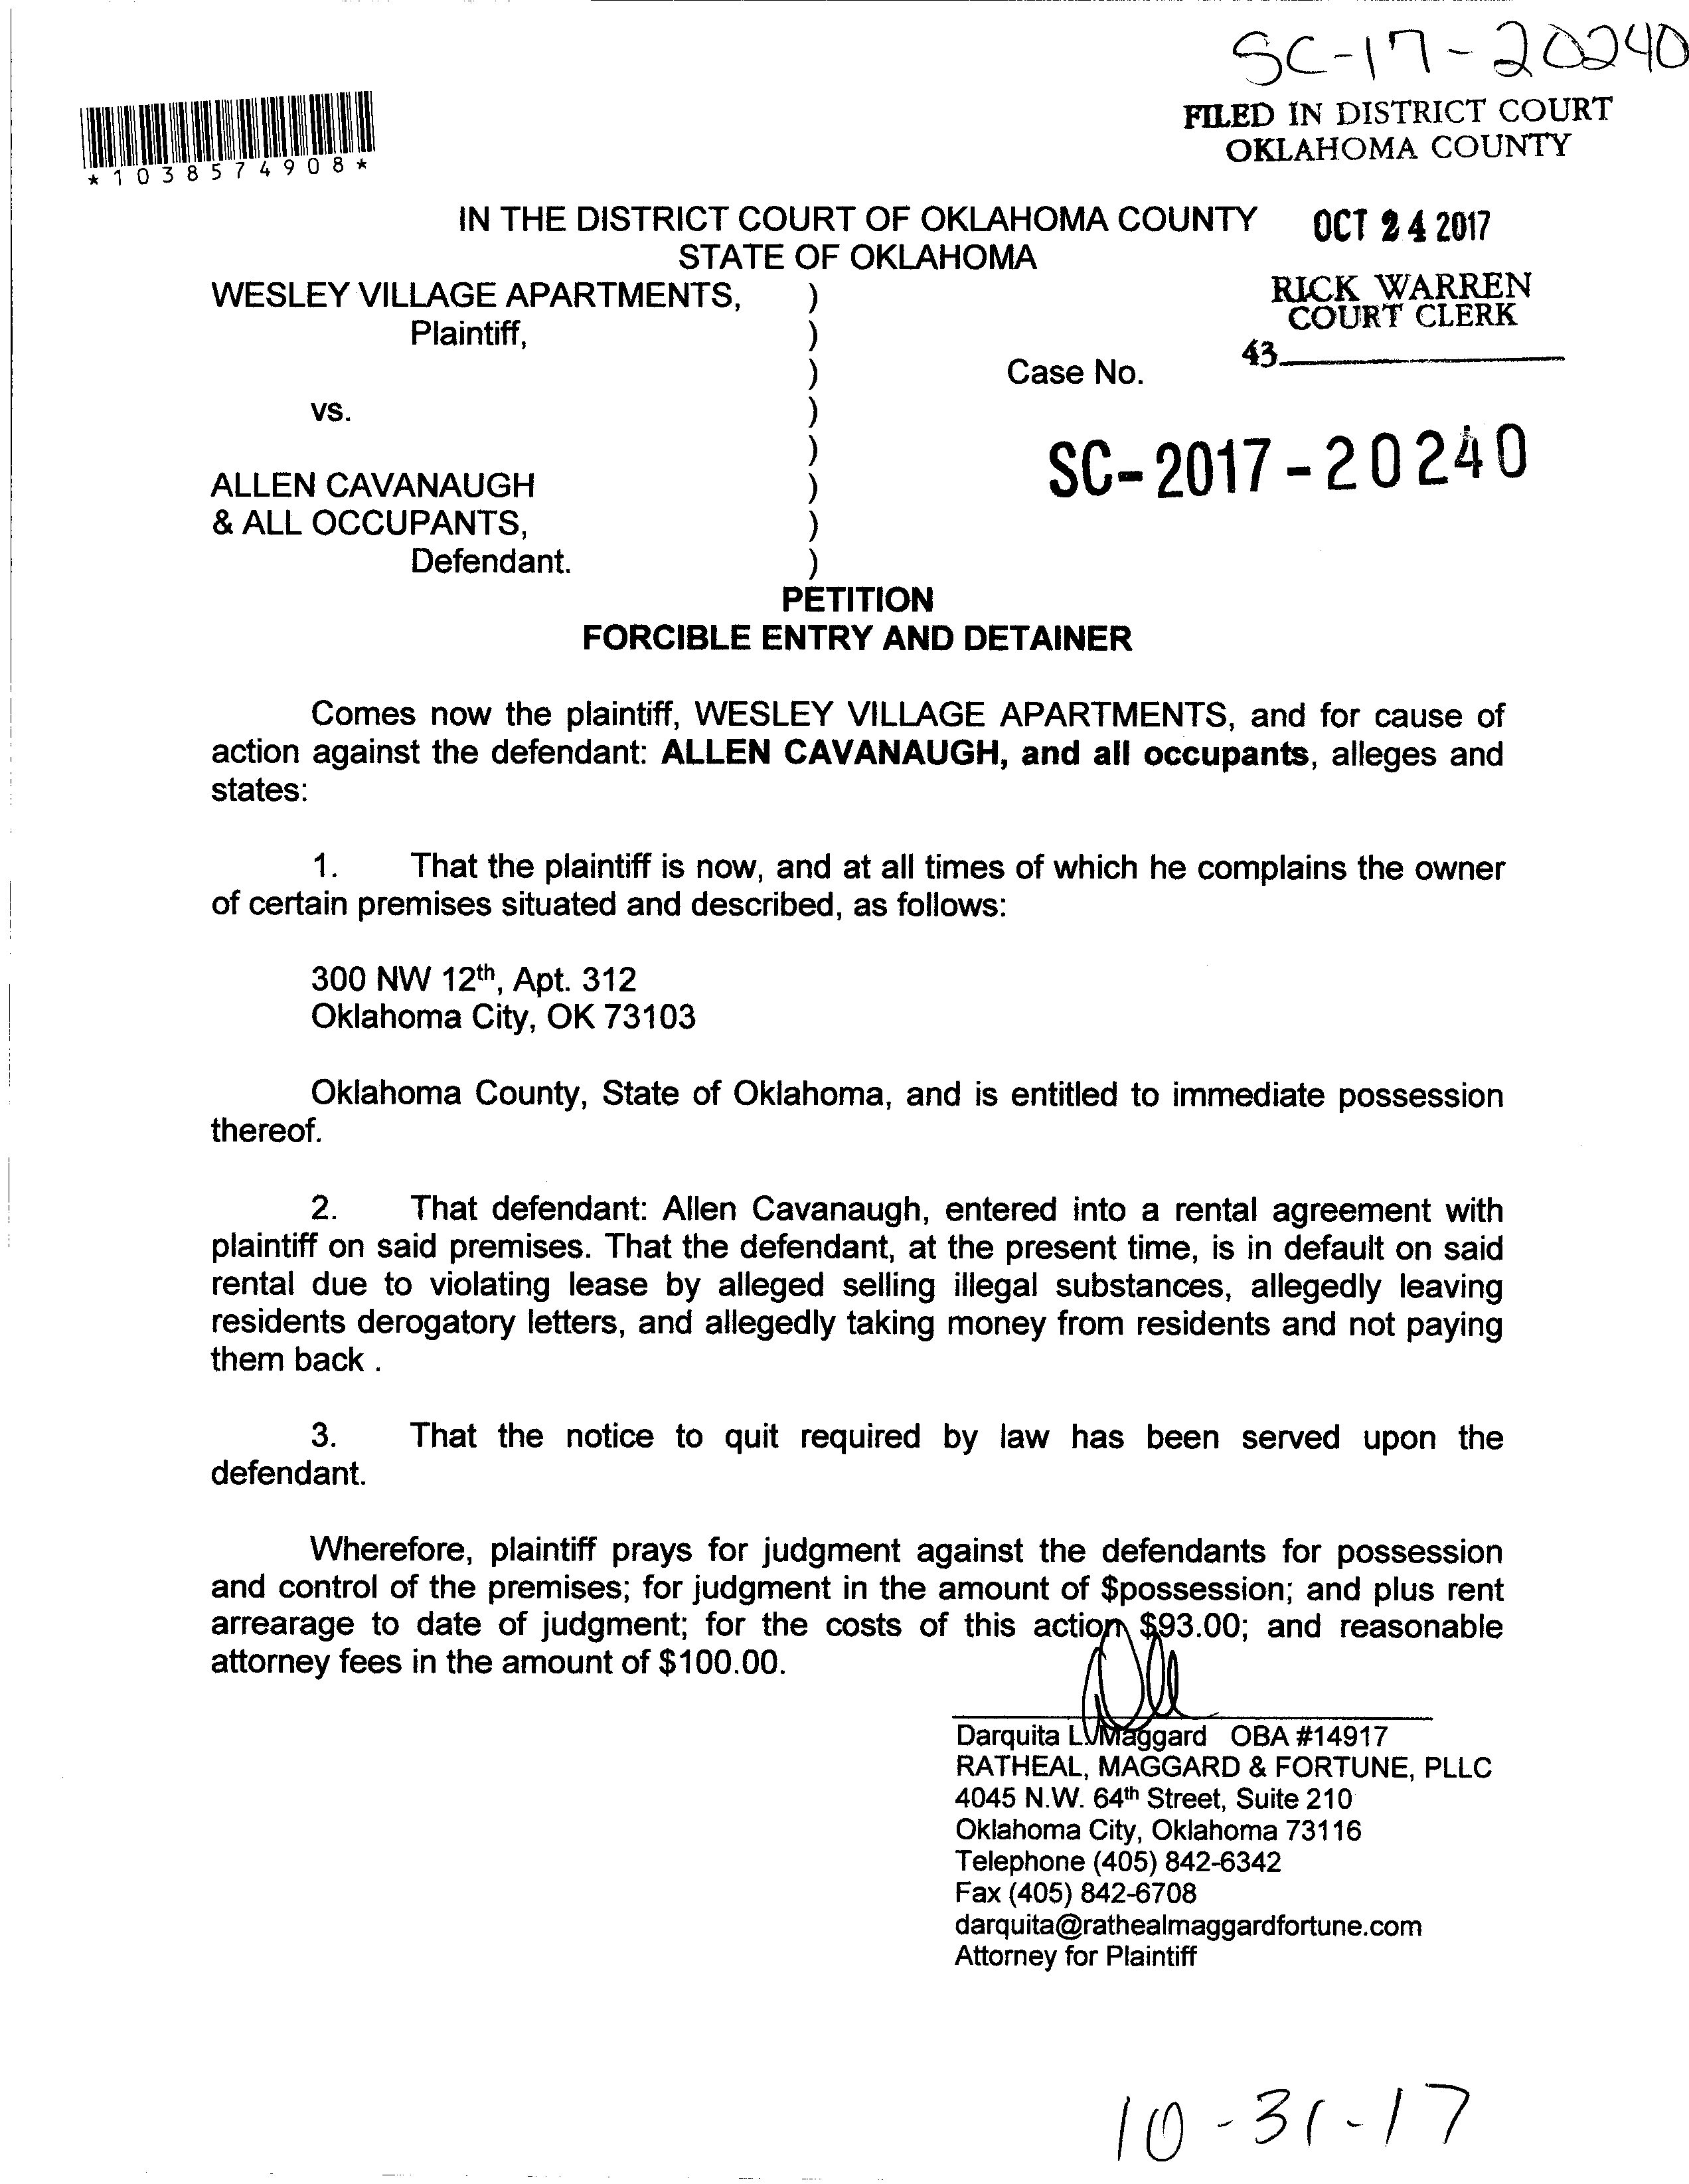 SC-17-20240
*1038574908*
FILED IN DISTRICT COURT
OKLAHOMA COUNTY
IN THE DISTRICT COURT OF OKLAHOMA COUNTY
OCT 24 2017
STATE OF OKLAHOMA
WESLEY VILLAGE APARTMENTS, )
RICK WARREN
COURT CLERK
Plaintiff, )
43
) Case No.
vs. )
)
SC-2017-20240
ALLEN CAVANAUGH )
& ALL OCCUPANTS, )
Defendant. )
PETITION
FORCIBLE ENTRY AND DETAINER
Comes now the plaintiff, WESLEY VILLAGE APARTMENTS, and for cause of
action against the defendant: ALLEN CAVANAUGH, and all occupants, alleges and
states:
1. That the plaintiff is now, and at all times of which he complains the owner
of certain premises situated and described, as follows:
300 NW 12th, Apt. 312
Oklahoma City, OK 73103
Oklahoma County, State of Oklahoma, and is entitled to immediate possession
thereof.
2. That defendant: Allen Cavanaugh, entered into a rental agreement with
plaintiff on said premises. That the defendant, at the present time, is in default on said
rental due to violating lease by alleged selling illegal substances, allegedly leaving
residents derogatory letters, and allegedly taking money from residents and not paying
them back .
3. That the notice to quit required by law has been served upon the
defendant.
Wherefore, plaintiff prays for judgment against the defendants for possession
and control of the premises; for judgment in the amount of $possession; and plus rent
arrearage to date of judgment; for the costs of this action $93.00; and reasonable
attorney fees in the amount of $100.00.
Darquita L. Maggard OBA #14917
RATHEAL, MAGGARD & FORTUNE, PLLC
4045 N.W. 64th Street, Suite 210
Oklahoma City, Oklahoma 73116
Telephone (405) 842-6342
Fax (405) 842-6708
darquita@rathealmaggardfortune.com
Attorney for Plaintiff
10-31-17